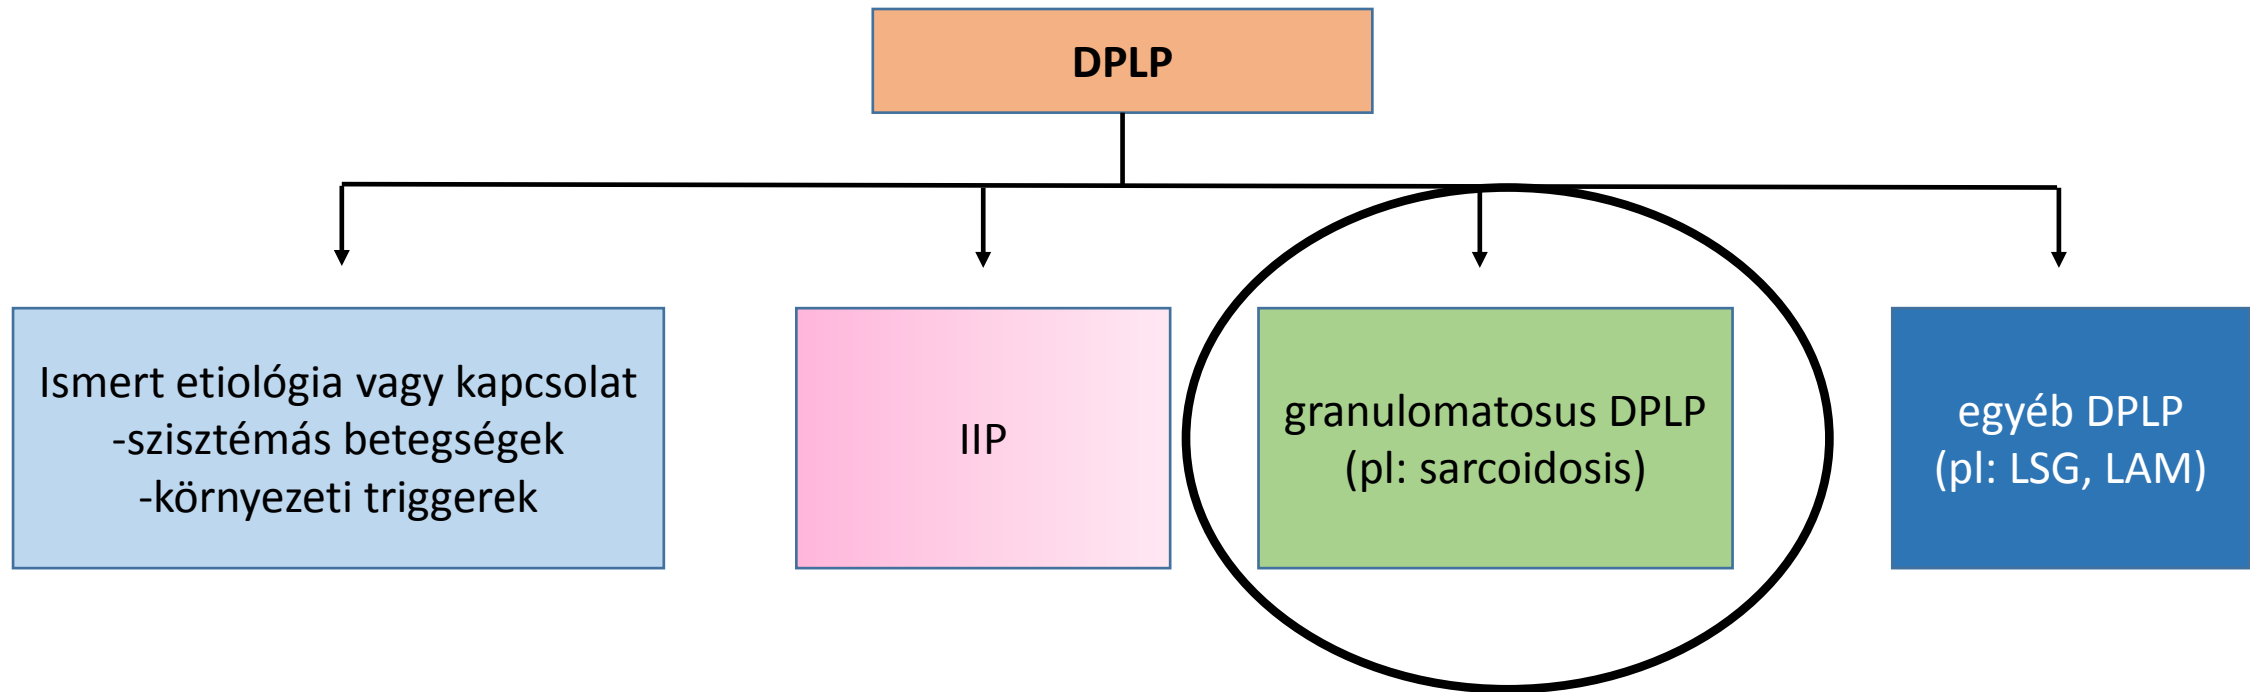 DPLP
Ismert etiológia vagy kapcsolat
-szisztémás betegségek
-környezeti triggerek
IIP
granulomatosus DPLP
(pl: sarcoidosis)
egyéb DPLP
(pl: LSG, LAM)